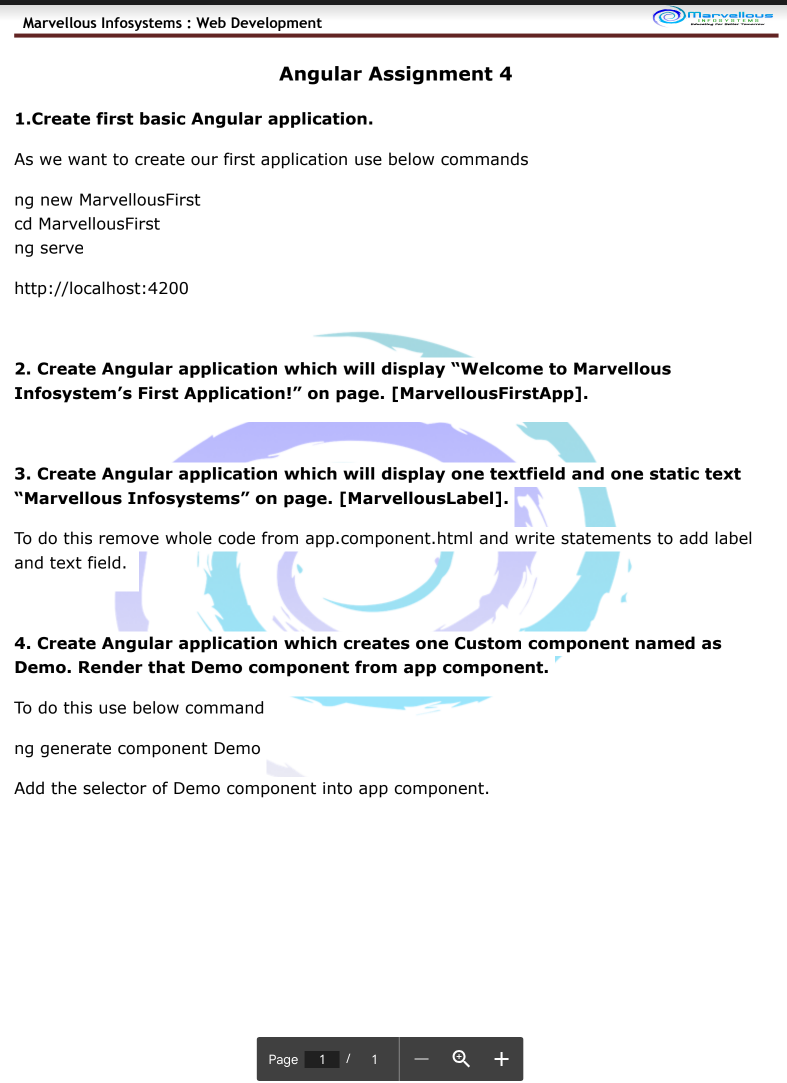 Marvellous Infosystems : Web Development
Marvellous
INFOSYSTEMS
Educating for Better Tomorrow
Angular Assignment 4
1.Create first basic Angular application.
As we want to create our first application use below commands
ng new MarvellousFirst
cd MarvellousFirst
ng serve
http://localhost:4200
2. Create Angular application which will display “Welcome to Marvellous
Infosystem’s First Application!” on page. [MarvellousFirstApp].
3. Create Angular application which will display one textfield and one static text
“Marvellous Infosystems” on page. [MarvellousLabel].
To do this remove whole code from app.component.html and write statements to add label
and text field.
4. Create Angular application which creates one Custom component named as
Demo. Render that Demo component from app component.
To do this use below command
ng generate component Demo
Add the selector of Demo component into app component.
Page 1 / 1